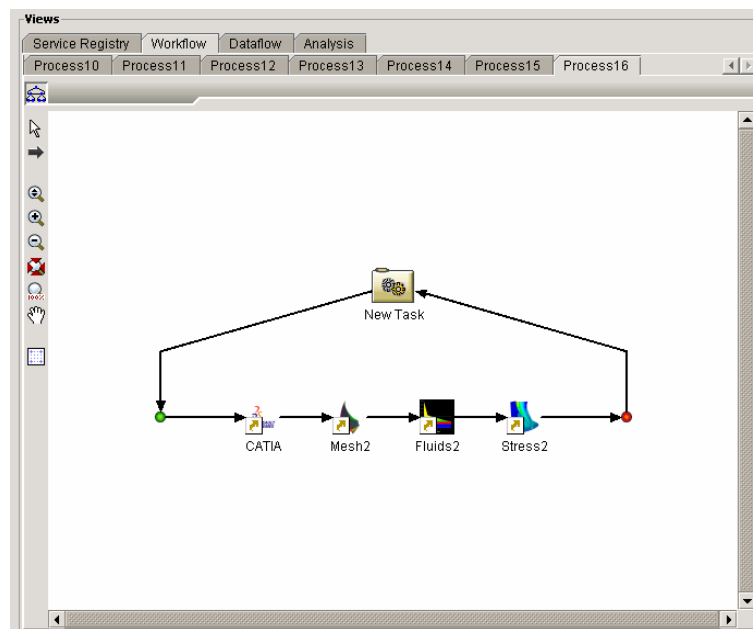 Views
Service Registry Workflow Dataflow Analysis
Process10 Process11 Process12 Process13 Process14 Process15 Process16
100%
New Task
CATIA Mesh2 Fluids2 Stress2